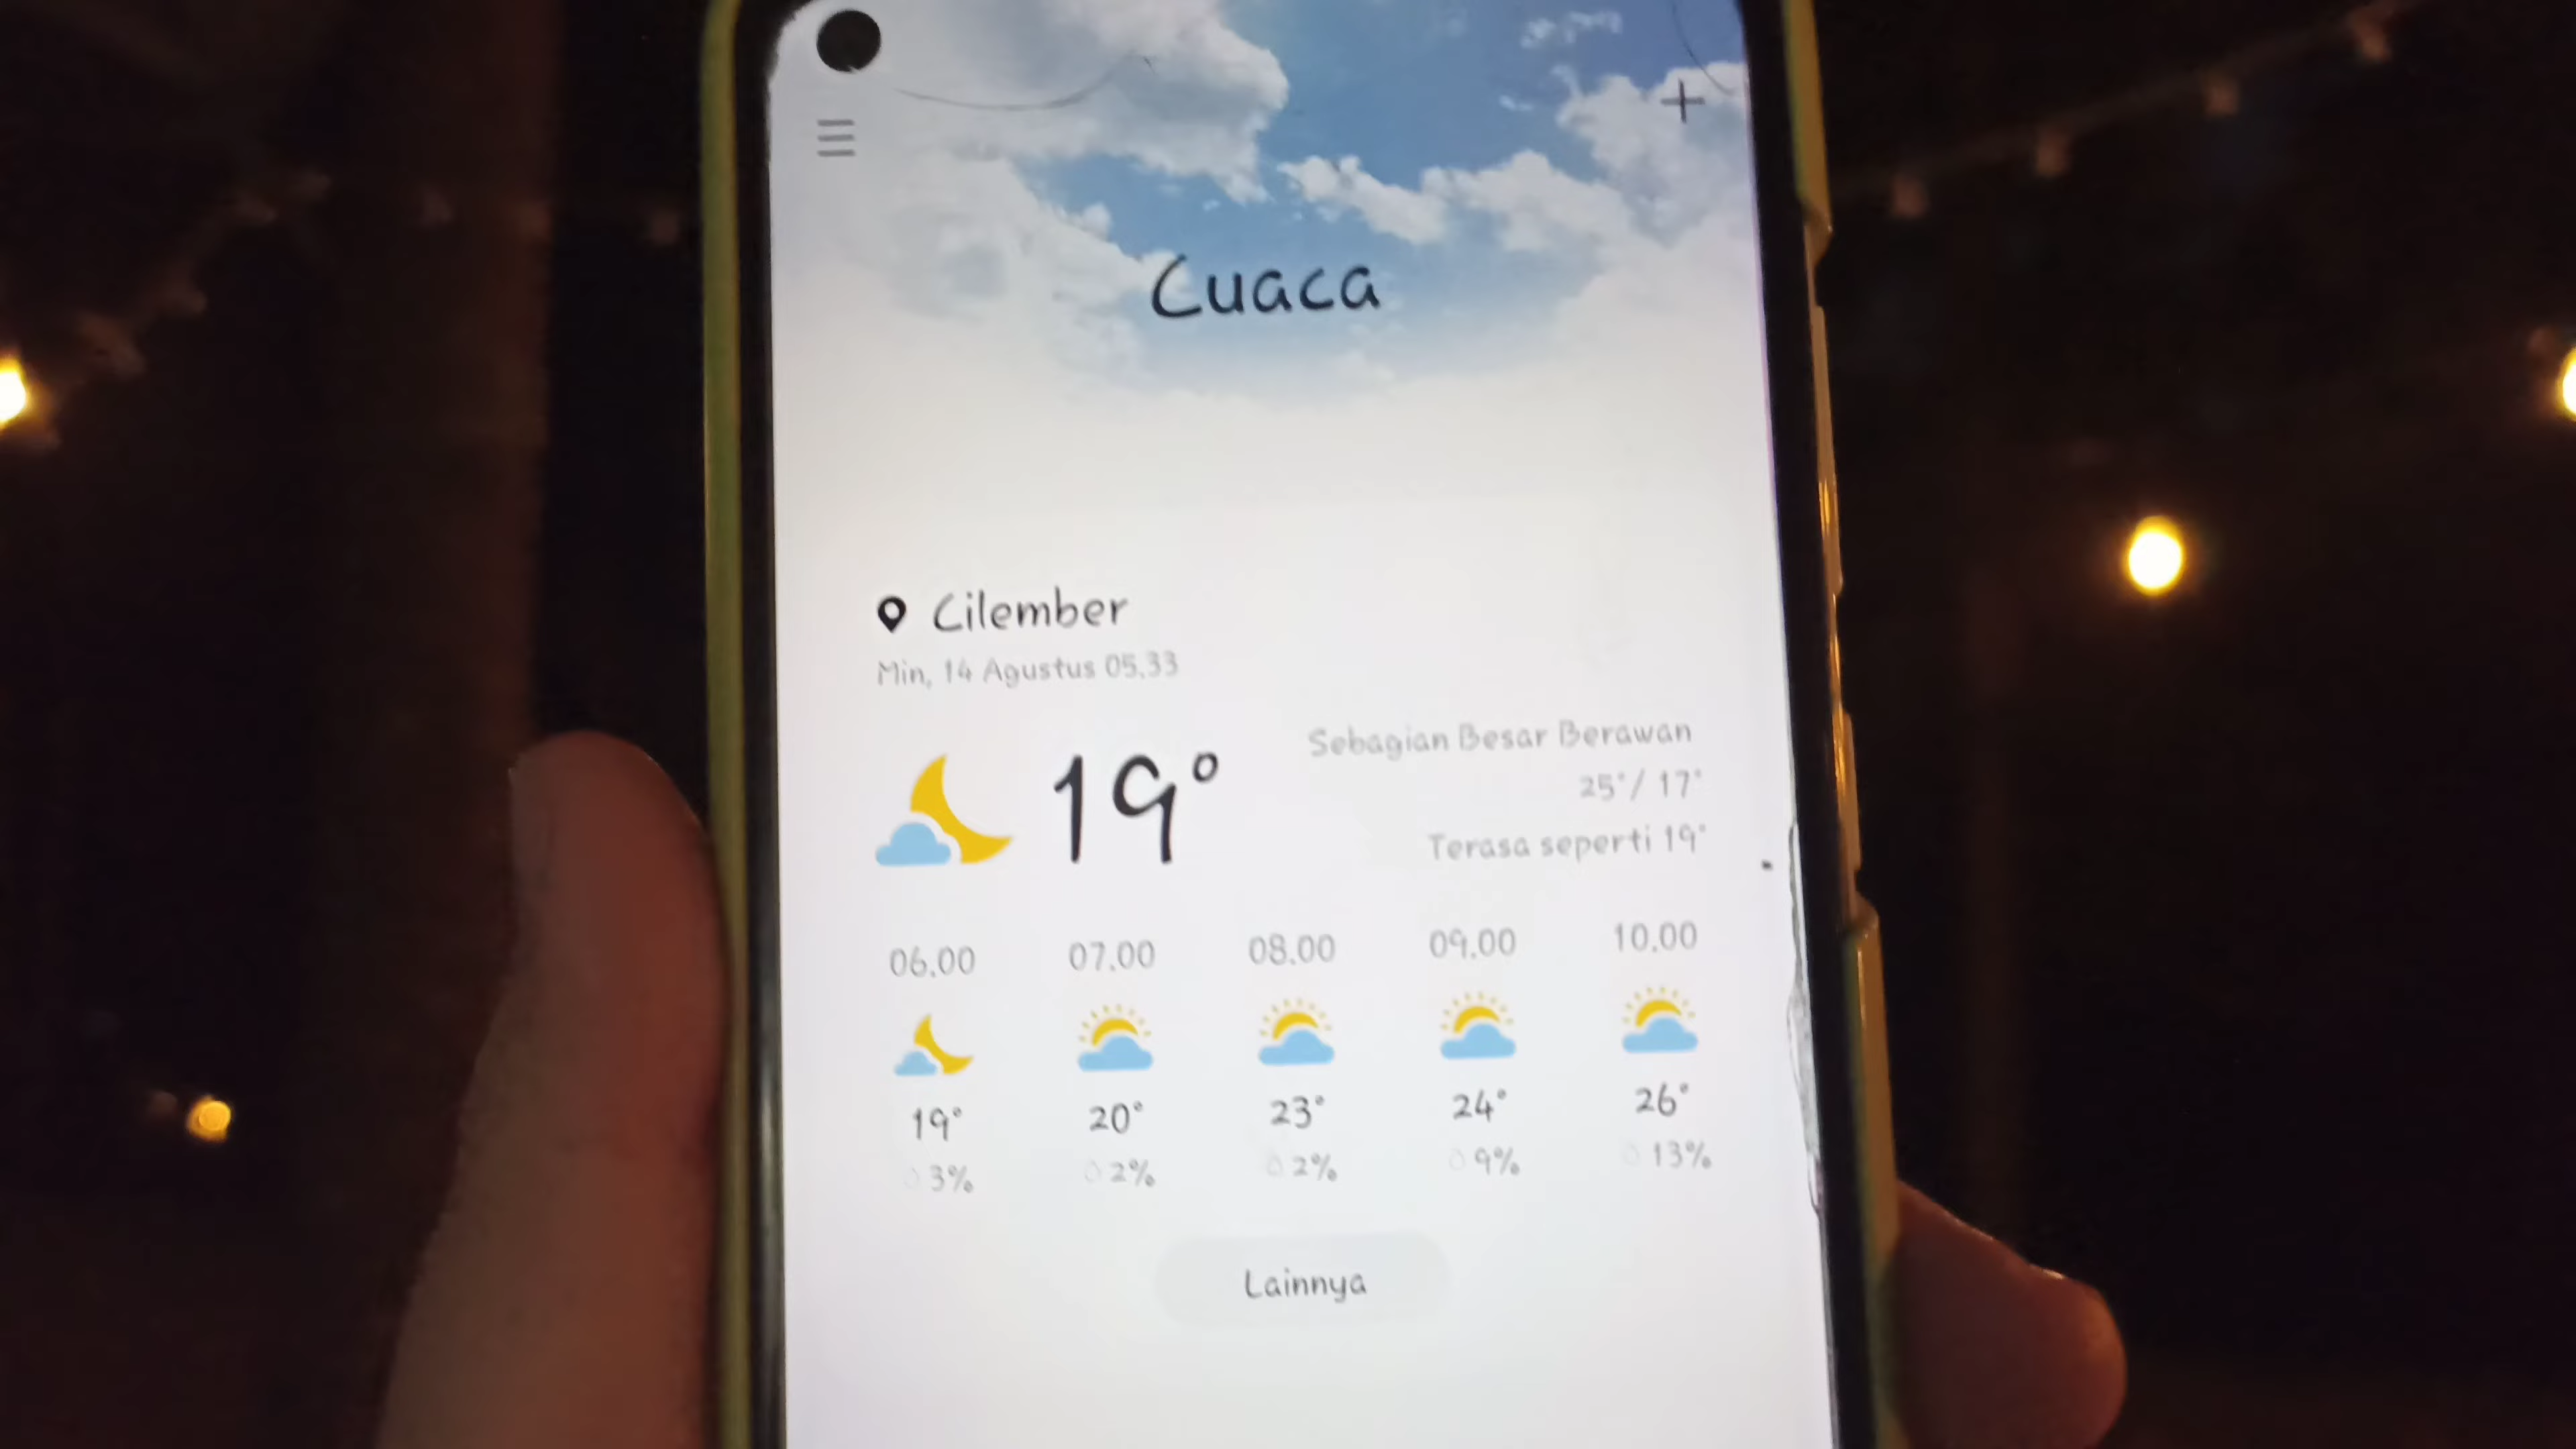 Cuaca
Cilember
Min, 14 Agustus 05.33
19°
Sebagian Besar Berawan
25°/ 17°
Terasa seperti 19°
06.00 07.00 08.00 09.00 10.00
19° 20° 23° 24° 26°
3% 2% 2% 9% 13%
Lainnya